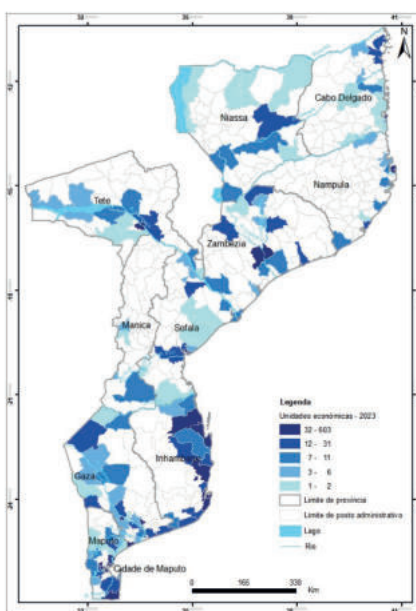 N
Cabo Delgado
Niassa
Nampula
Tete
Zambézia
Manica
Sofala
Legenda
Unidades económicas - 2023
32 - 603
12 - 31
7 - 11
3 - 6
1 - 2
Limite de província
Limite de posto administrativo
Lago
Rio
Inhambane
Gaza
Maputo
Cidade de Maputo
0 165 330
Km